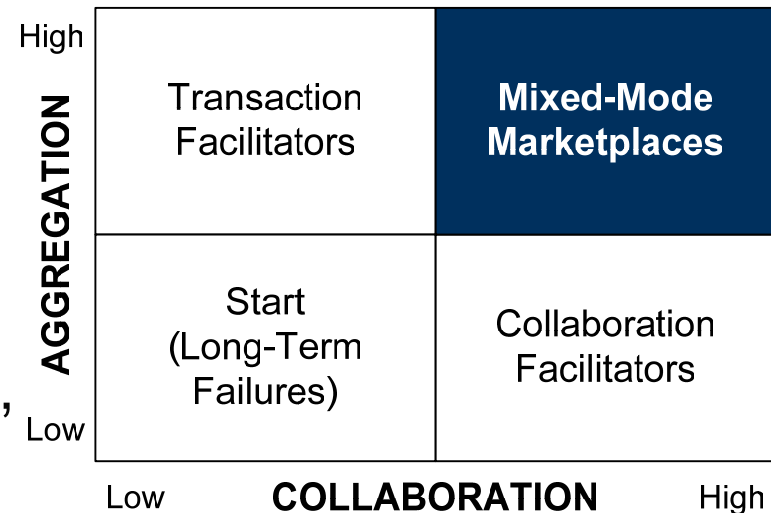 High
Transaction
Facilitators
Mixed-Mode
Marketplaces
AGGREGATION
Start
(Long-Term
Failures)
Collaboration
Facilitators
,
Low
Low
COLLABORATION
High